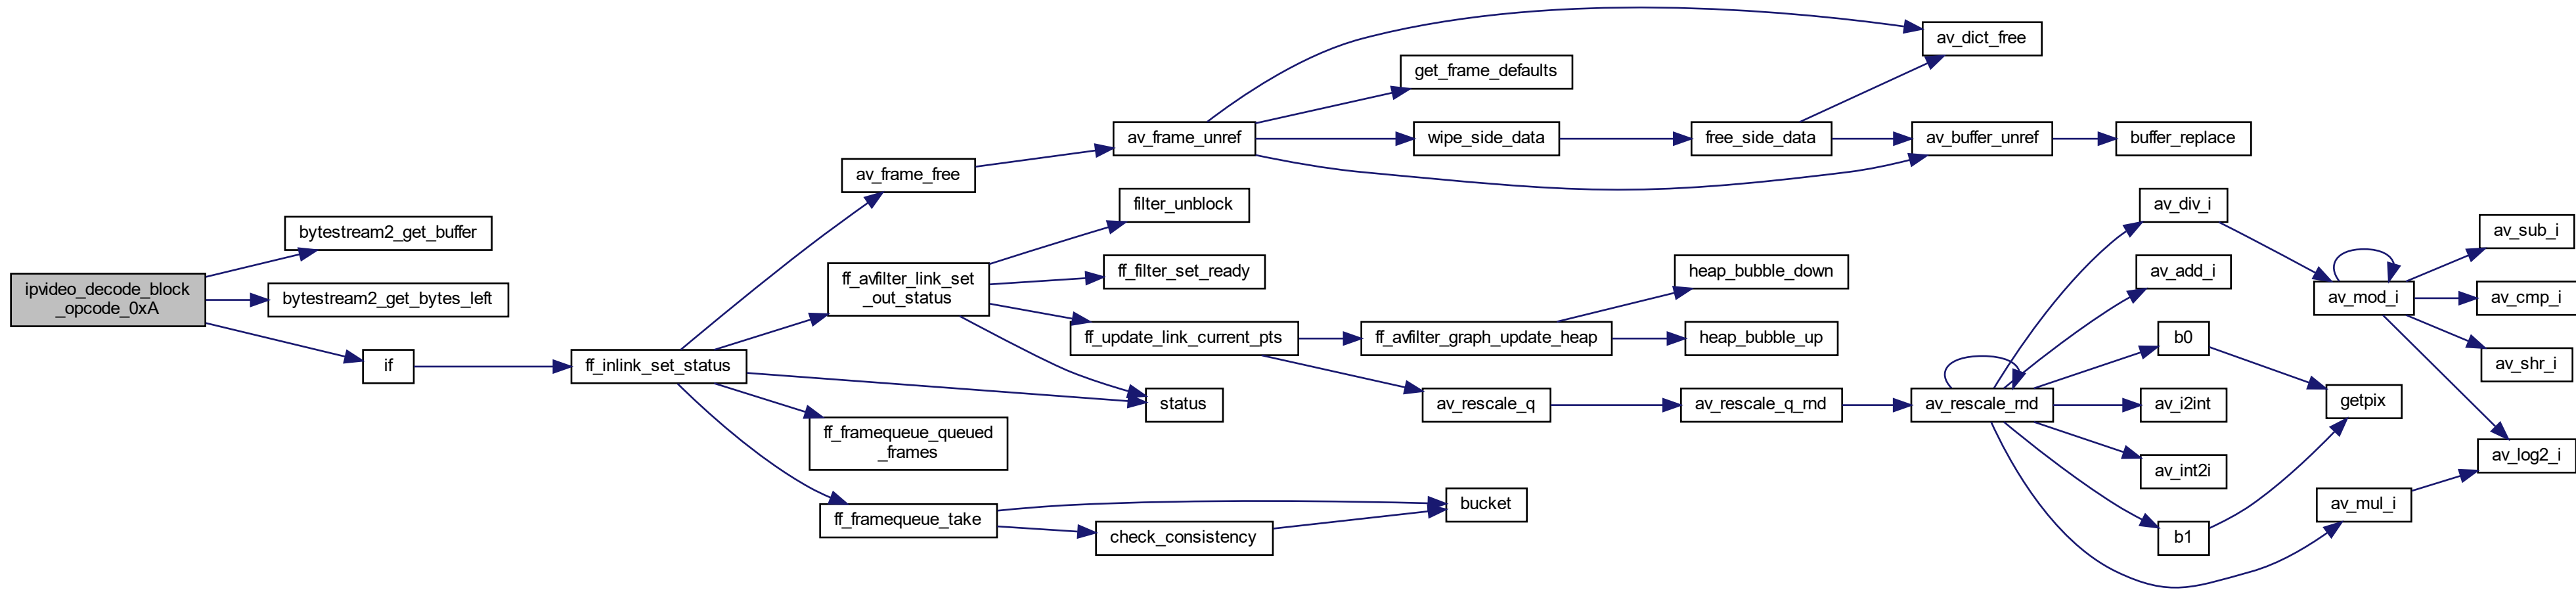 ipvideo_decode_block
_opcode_0xA
bytestream2_get_buffer
bytestream2_get_bytes_left
if
ff_inlink_set_status
av_frame_free
ff_avfilter_link_set
_out_status
ff_framequeue_queued
_frames
ff_framequeue_take
av_frame_unref
filter_unblock
ff_filter_set_ready
ff_update_link_current_pts
status
check_consistency
get_frame_defaults
wipe_side_data
ff_avfilter_graph_update_heap
av_rescale_q
bucket
free_side_data
heap_bubble_down
heap_bubble_up
av_rescale_q_rnd
av_dict_free
av_buffer_unref
av_rescale_rnd
buffer_replace
av_div_i
av_add_i
b0
av_i2int
av_int2i
b1
av_mod_i
getpix
av_mul_i
av_sub_i
av_cmp_i
av_shr_i
av_log2_i